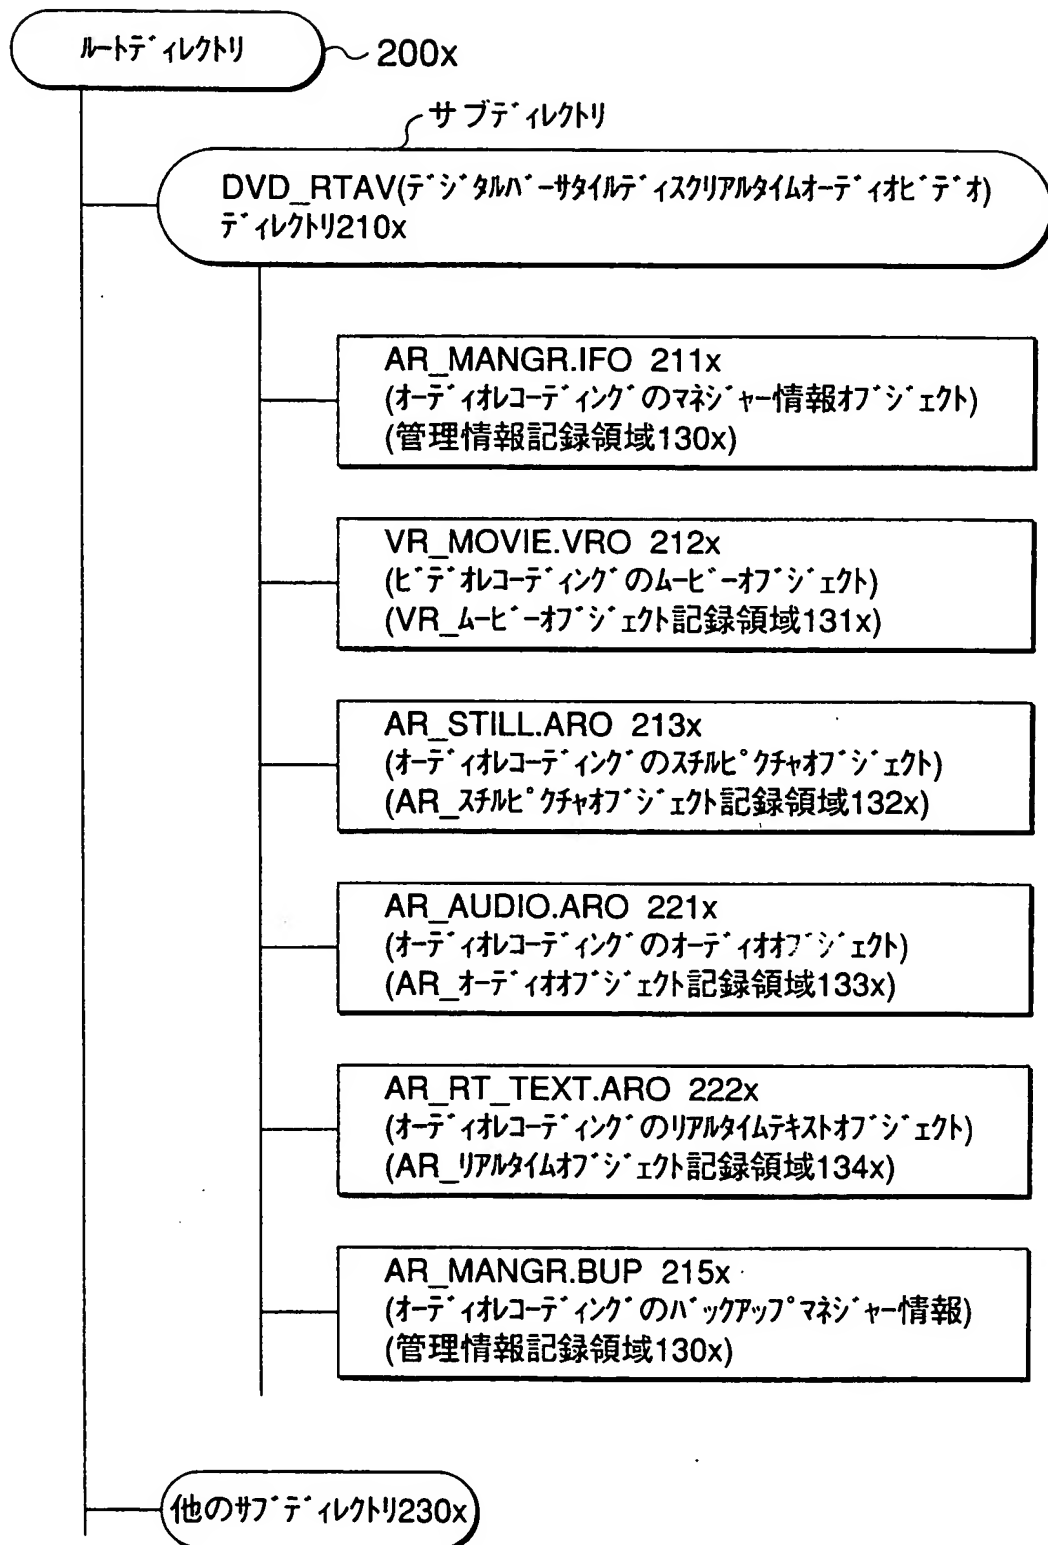 ルートディレクトリ
200x
サブディレクトリ
DVD_RTAV(デジタルバーサタイルディスクリアルタイムオーディオビデオ)
ディレクトリ210x
AR_MANGR.IFO 211x
(オーディオレコーディングのマネジャー情報オブジェクト)
(管理情報記録領域130x)
VR_MOVIE.VRO 212x
(ビデオレコーディングのムービーオブジェクト)
(VR_ムービーオブジェクト記録領域131x)
AR_STILL.ARO 213x
(オーディオレコーディングのスチルピクチャオブジェクト)
(AR_スチルピクチャオブジェクト記録領域132x)
AR_AUDIO.ARO 221x
(オーディオレコーディングのオーディオオブジェクト)
(AR_オーディオオブジェクト記録領域133x)
AR_RT_TEXT.ARO 222x
(オーディオレコーディングのリアルタイムテキストオブジェクト)
(AR_リアルタイムオブジェクト記録領域134x)
AR_MANGR.BUP 215x
(オーディオレコーディングのバックアップマネジャー情報)
(管理情報記録領域130x)
他のサブディレクトリ230x